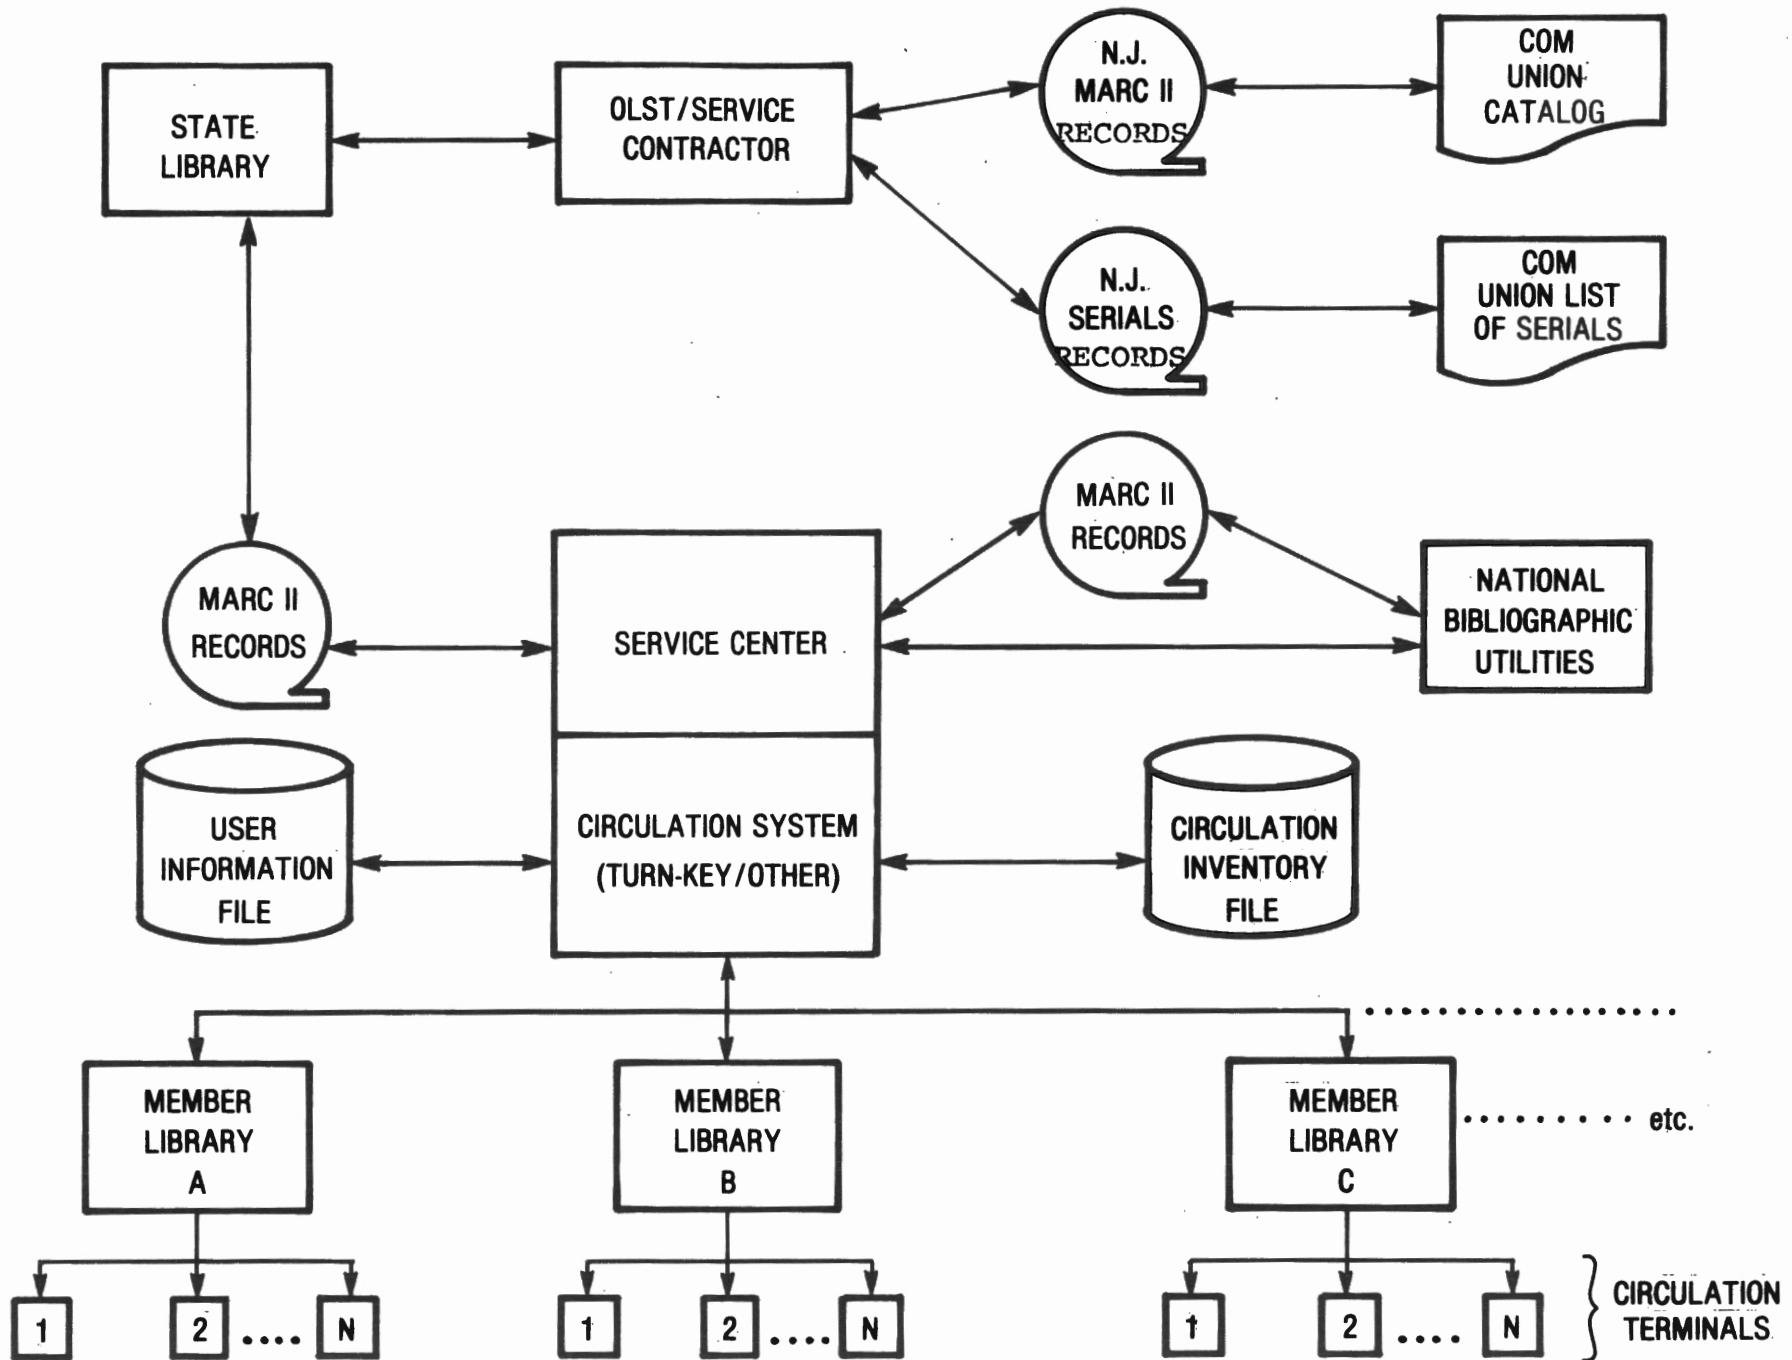 STATE
LIBRARY
OLST/SERVICE
CONTRACTOR
N.J.
MARC II
RECORDS
COM
UNION
CATALOG
N.J.
SERIALS
RECORDS
COM
UNION LIST
OF SERIALS
MARC II
RECORDS
SERVICE CENTER
MARC II
RECORDS
NATIONAL
BIBLIOGRAPHIC
UTILITIES
USER
INFORMATION
FILE
CIRCULATION SYSTEM
(TURN-KEY/OTHER)
CIRCULATION
INVENTORY
FILE
MEMBER
LIBRARY
A
MEMBER
LIBRARY
B
MEMBER
LIBRARY
C
........ etc.
1
2
....
N
1
2
....
N
1
2
....
N
CIRCULATION
TERMINALS